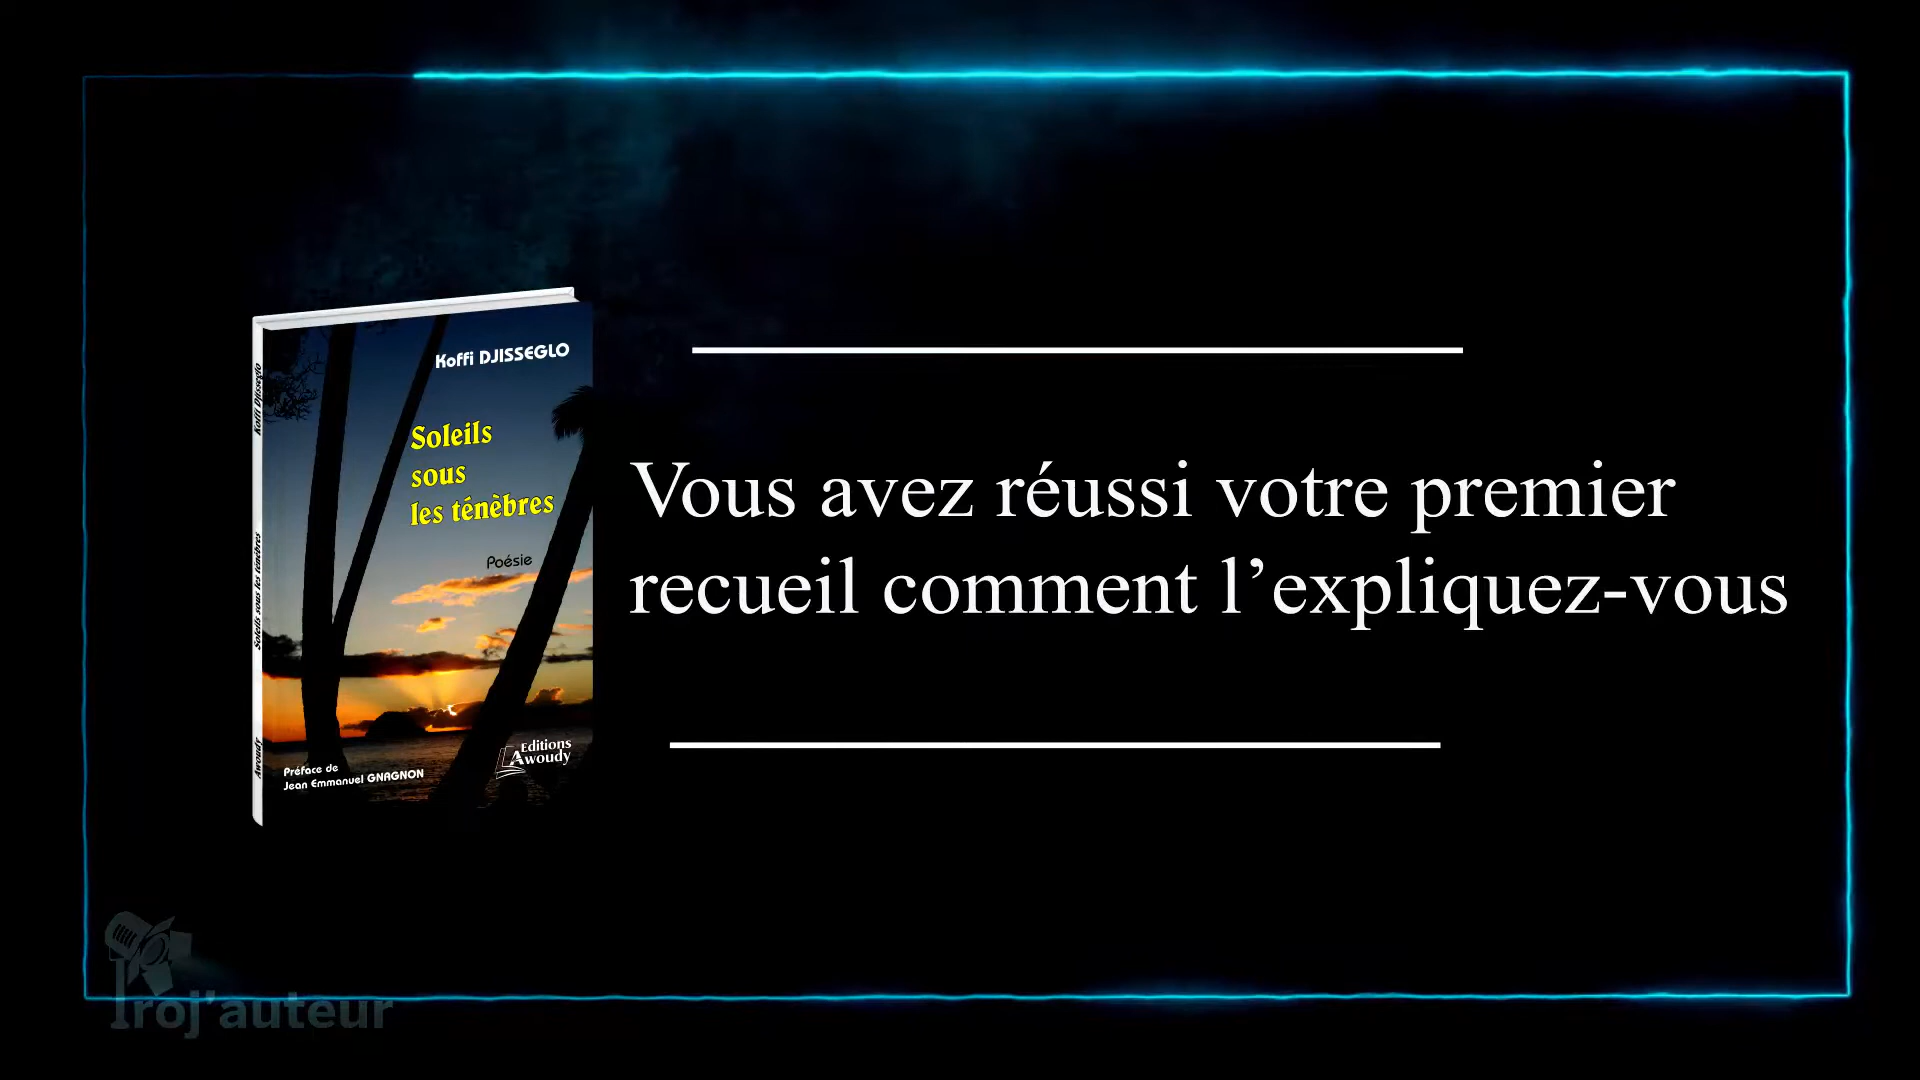 Koffi DJISSEGLO
Soleils
sous
les ténèbres
Poésie
Editions
Awoudy
Préface de
Jean Emmanuel GNAGNON
Koffi Djisseglo
Soleils sous les ténèbres
Awoudy
Vous avez réussi votre premier
recueil comment l’expliquez-vous
Proj'auteur